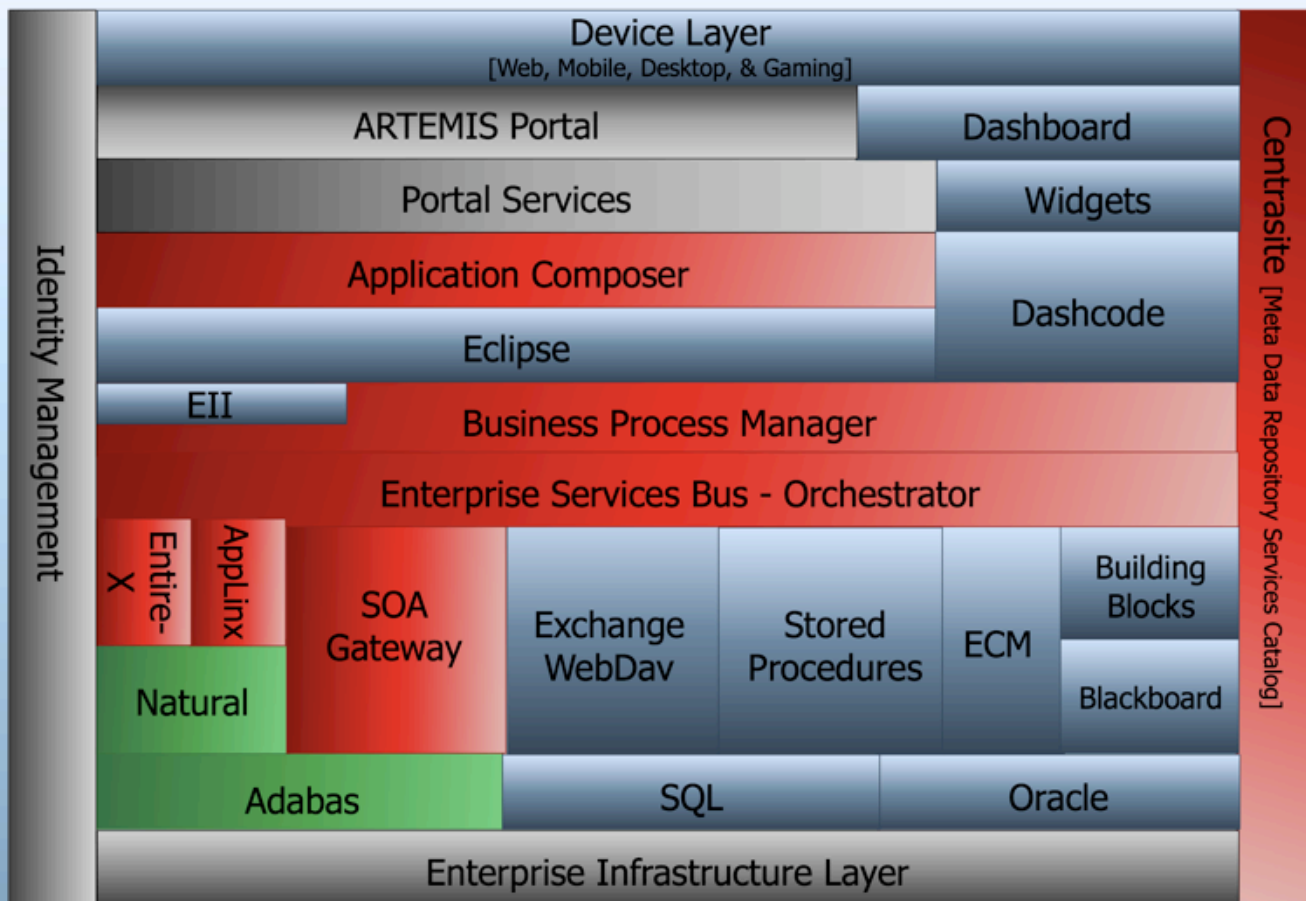 Device Layer
[Web, Mobile, Desktop, & Gaming]
ARTEMIS Portal
Dashboard
Portal Services
Widgets
Application Composer
Dashcode
Eclipse
EII
Business Process Manager
Enterprise Services Bus - Orchestrator
Entire-
X
AppLinx
SOA
Gateway
Exchange
WebDav
Stored
Procedures
ECM
Building
Blocks
Natural
Blackboard
Adabas
SQL
Oracle
Enterprise Infrastructure Layer
Identity Management
Centrasite [Meta Data Repository Services Catalog]